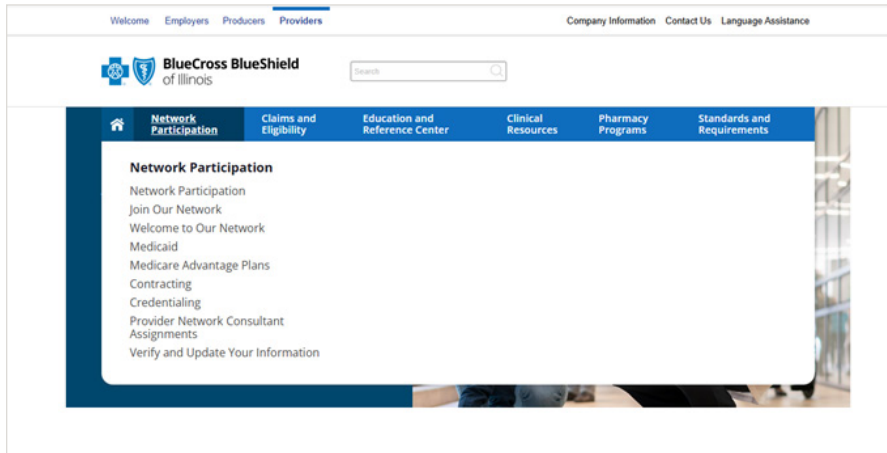 Welcome Employers Producers Providers Company Information Contact Us Language Assistance
BlueCross BlueShield
of Illinois
Search
Network Participation
Claims and Eligibility
Education and Reference Center
Clinical Resources
Pharmacy Programs
Standards and Requirements
Network Participation
Network Participation
Join Our Network
Welcome to Our Network
Medicaid
Medicare Advantage Plans
Contracting
Credentialing
Provider Network Consultant
Assignments
Verify and Update Your Information